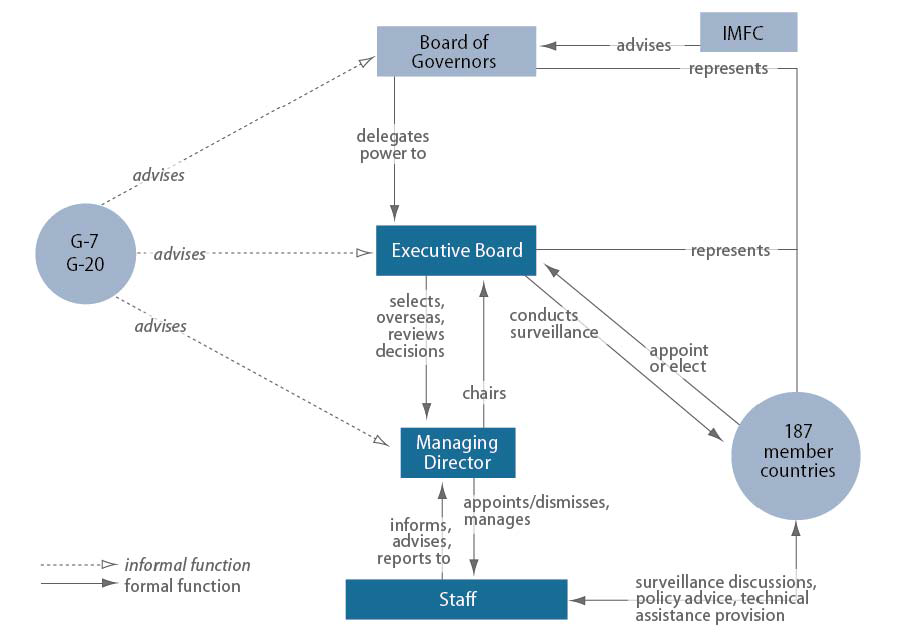 IMFC
Board of
Governors
advises
represents
delegates
power to
advises
G-7
G-20
advises
Executive Board
represents
advises
selects,
overseas,
reviews
decisions
conducts
surveillance
appoint
or elect
chairs
187
member
countries
Managing
Director
appoints/dismisses,
manages
informs,
advises,
reports to
informal function
formal function
Staff
surveillance discussions,
policy advice, technical
assistance provision